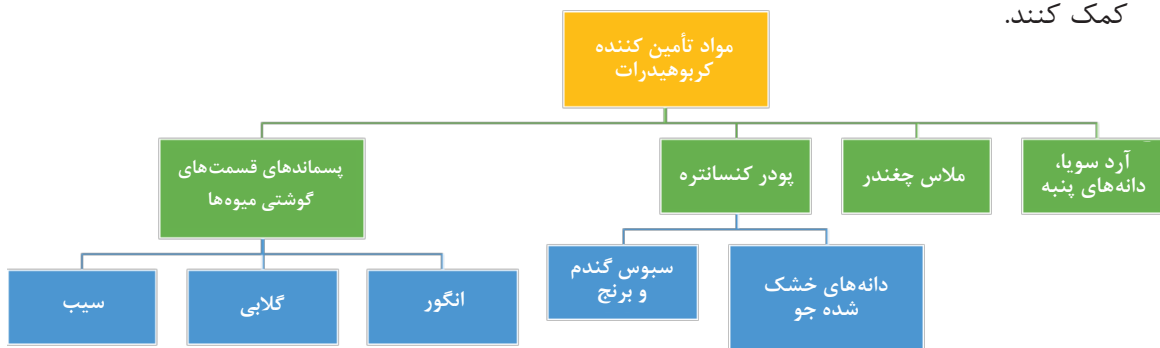 کمک کنند.
مواد تأمین کننده
کربوهیدرات
آرد سویا،
دانه‌های پنبه
ملاس چغندر
پودر کنسانتره
پسماندهای قسمت‌های
گوشتی میوه‌ها
دانه‌های خشک
شده جو
سبوس گندم
و برنج
انگور
گلابی
سیب